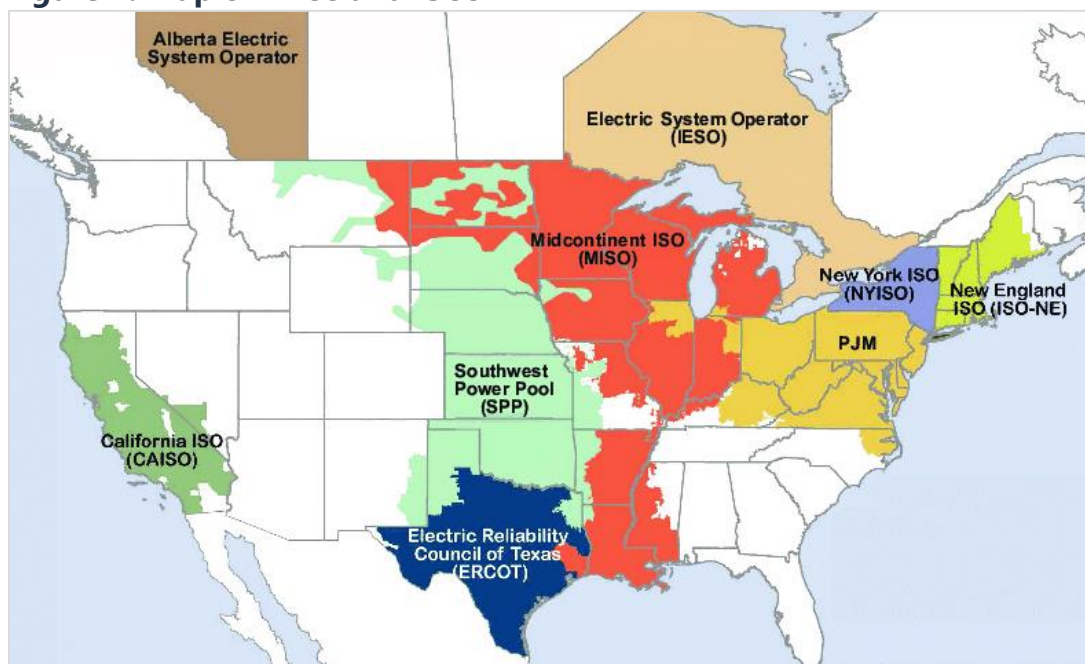 Alberta Electric
System Operator
Electric System Operator
(IESO)
Midcontinent ISO
(MISO)
New York ISO
(NYISO)
New England
ISO (ISO-NE)
PJM
Southwest
Power Pool
(SPP)
California ISO
(CAISO)
Electric Reliability
Council of Texas
(ERCOT)